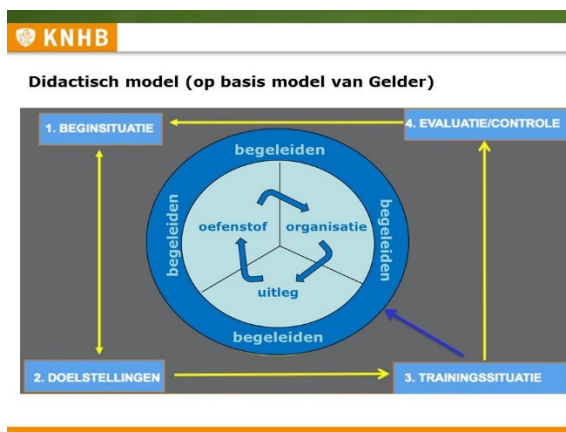 KNHB
Didactisch model (op basis model van Gelder)
1. BEGINSITUATIE
4. EVALUATIE/CONTROLE
begeleiden
begeleiden
oefenstof
organisatie
begeleiden
uitleg
begeleiden
2. DOELSTELLINGEN
3. TRAININGSSITUATIE